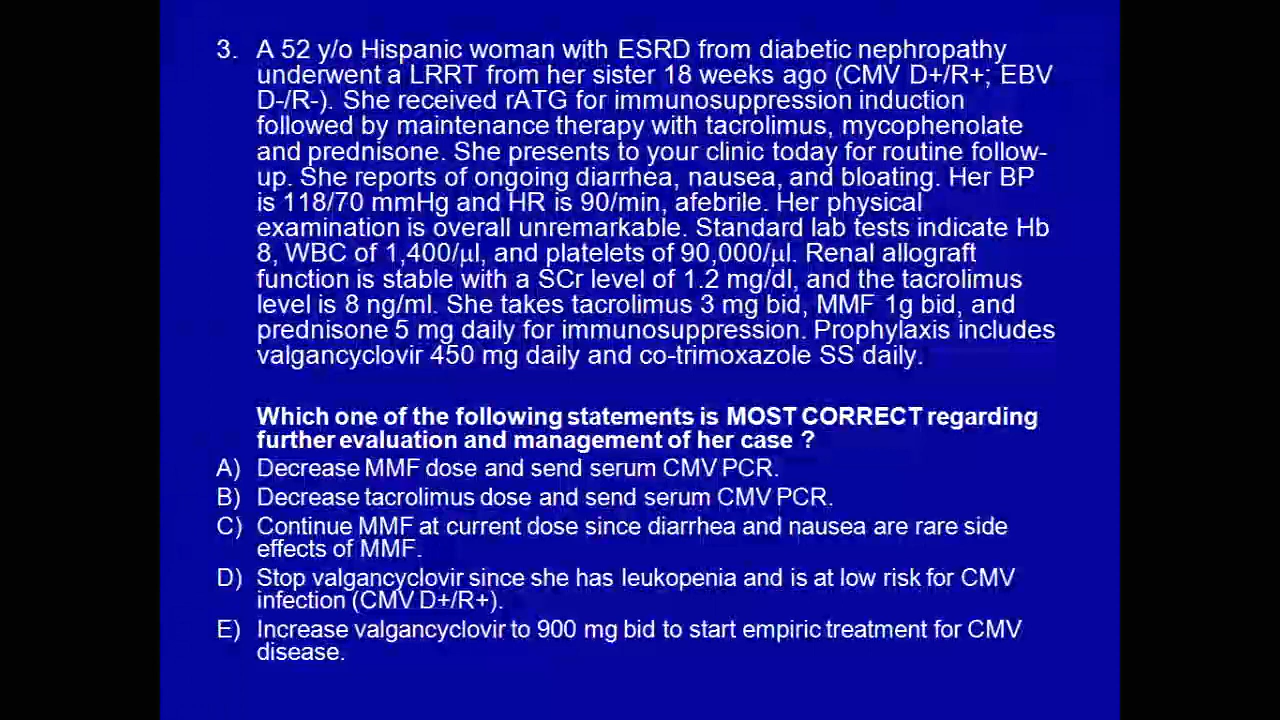 3. A 52 y/o Hispanic woman with ESRD from diabetic nephropathy
underwent a LRRT from her sister 18 weeks ago (CMV D+/R+; EBV
D-/R-). She received rATG for immunosuppression induction
followed by maintenance therapy with tacrolimus, mycophenolate
and prednisone. She presents to your clinic today for routine follow-
up. She reports of ongoing diarrhea, nausea, and bloating. Her BP
is 118/70 mmHg and HR is 90/min, afebrile. Her physical
examination is overall unremarkable. Standard lab tests indicate Hb
8, WBC of 1,400/μl, and platelets of 90,000/μl. Renal allograft
function is stable with a SCr level of 1.2 mg/dl, and the tacrolimus
level is 8 ng/ml. She takes tacrolimus 3 mg bid, MMF 1g bid, and
prednisone 5 mg daily for immunosuppression. Prophylaxis includes
valgancyclovir 450 mg daily and co-trimoxazole SS daily.
Which one of the following statements is MOST CORRECT regarding
further evaluation and management of her case ?
A) Decrease MMF dose and send serum CMV PCR.
B) Decrease tacrolimus dose and send serum CMV PCR.
C) Continue MMF at current dose since diarrhea and nausea are rare side
effects of MMF.
D) Stop valgancyclovir since she has leukopenia and is at low risk for CMV
infection (CMV D+/R+).
E) Increase valgancyclovir to 900 mg bid to start empiric treatment for CMV
disease.